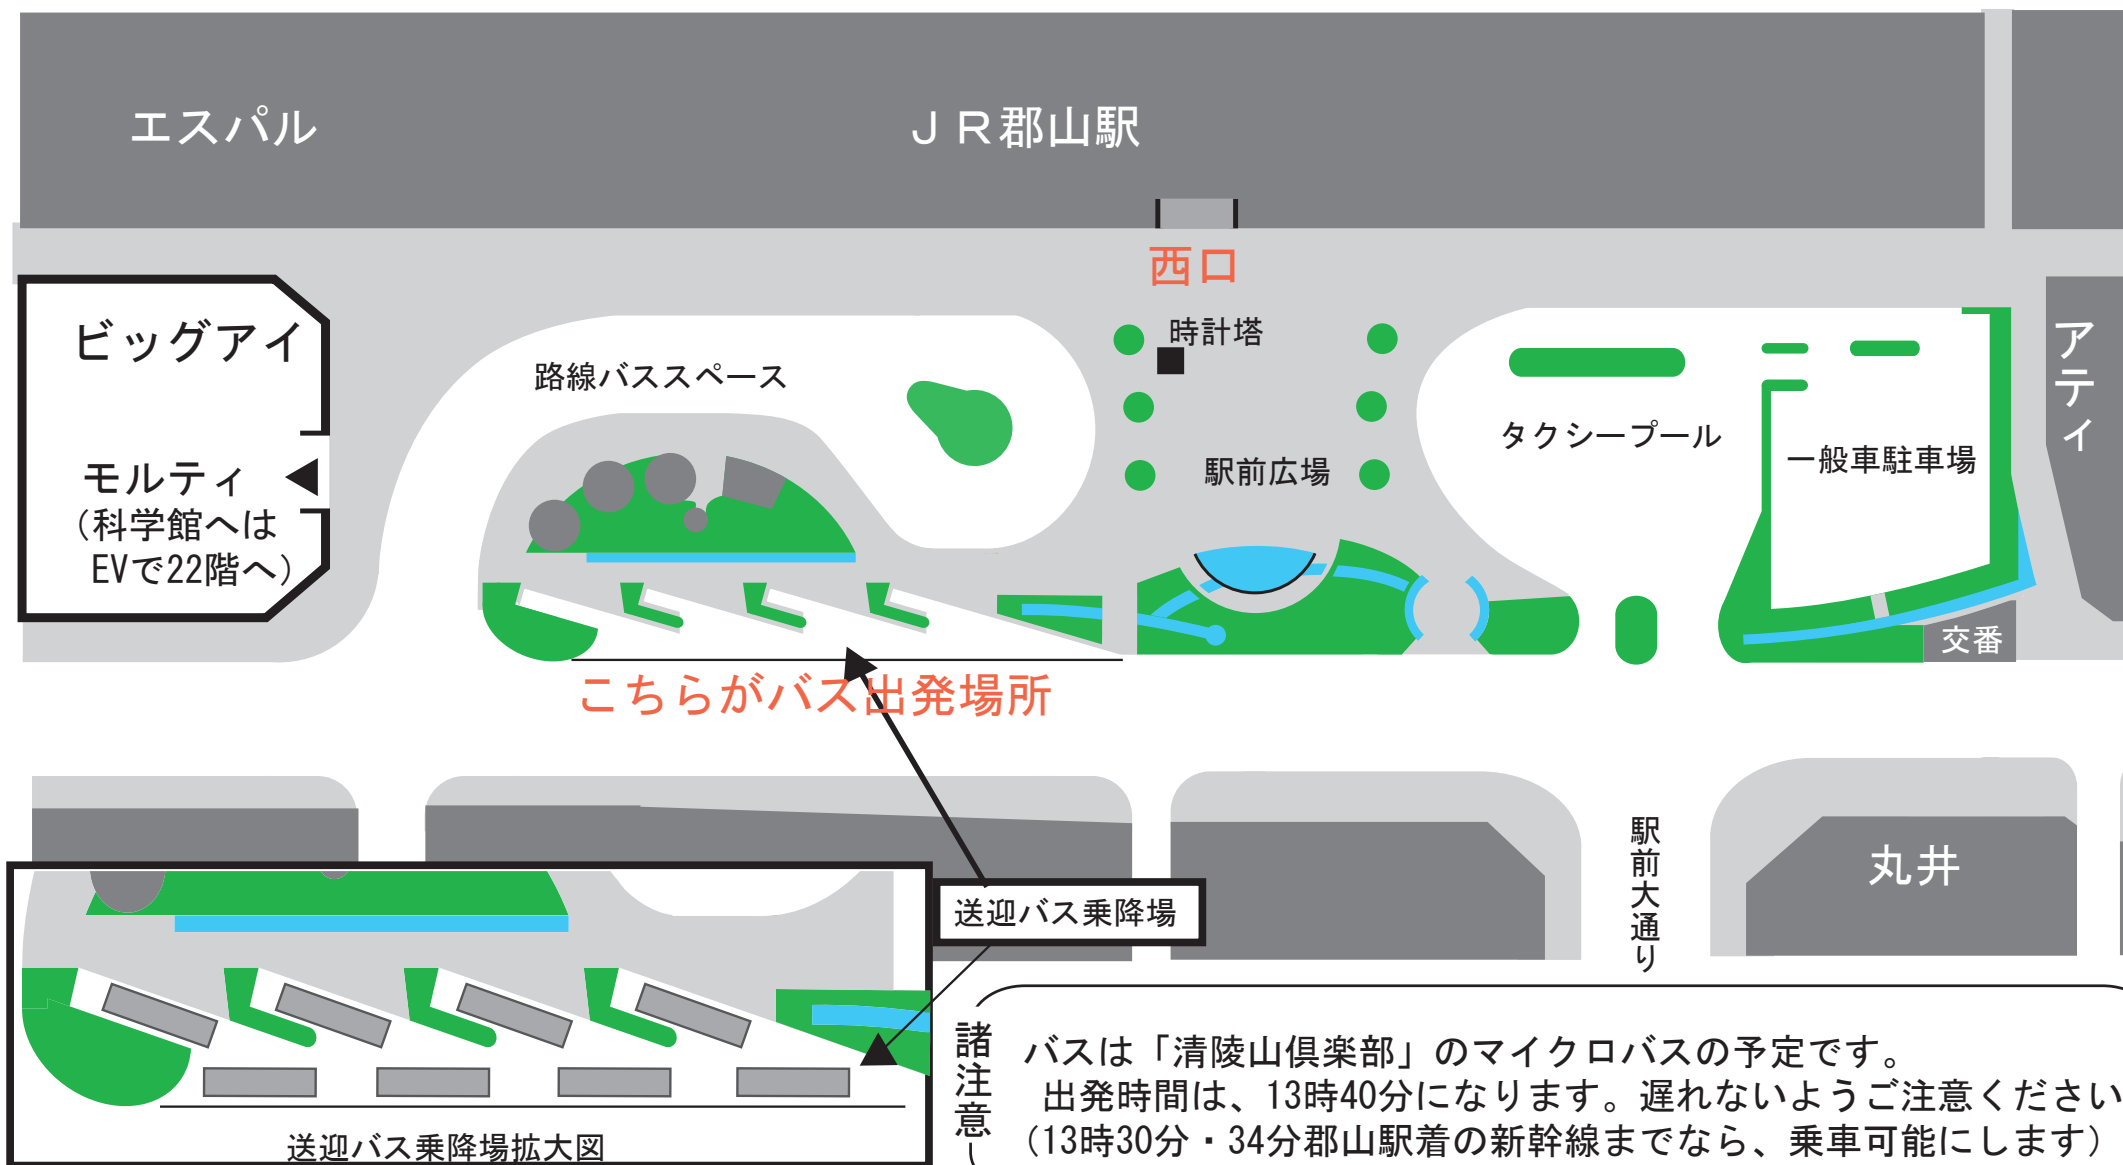 エスパル
ＪＲ郡山駅
西口
ビッグアイ
時計塔
アティ
路線バススペース
タクシープール
一般車駐車場
駅前広場
モルティ
（科学館へは
EVで22階へ）
交番
こちらがバス出発場所
駅前大通り
丸井
送迎バス乗降場
送迎バス乗降場拡大図
諸注意
バスは「清陵山倶楽部」のマイクロバスの予定です。
出発時間は、13時40分になります。遅れないようご注意ください
（13時30分・34分郡山駅着の新幹線までなら、乗車可能にします）